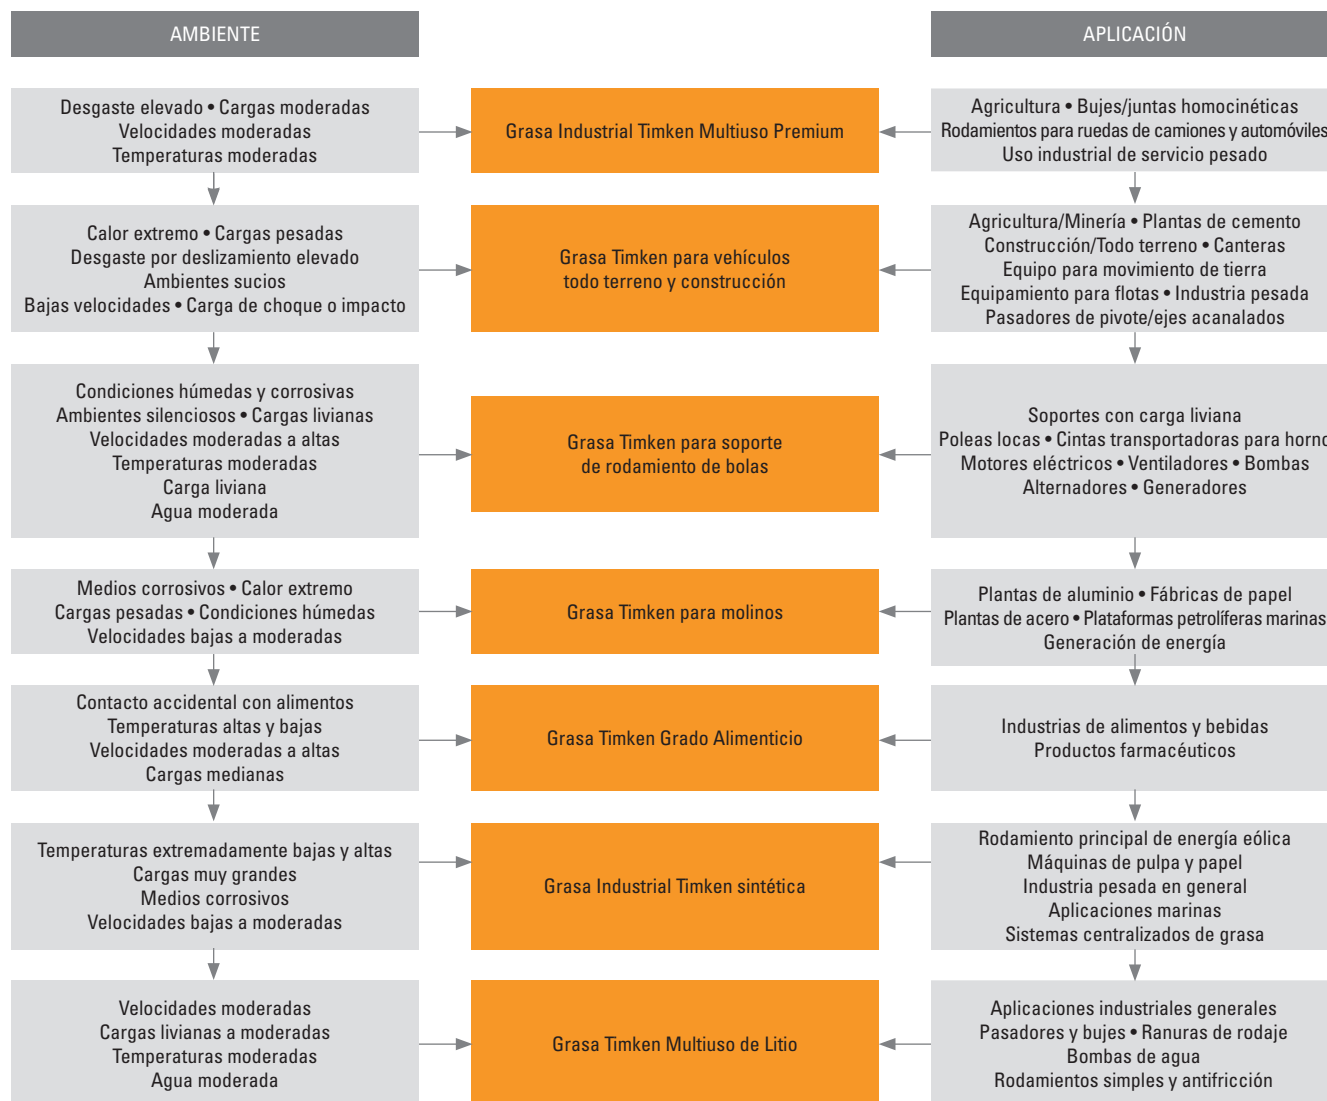 AMBIENTE
APLICACIÓN
Desgaste elevado • Cargas moderadas
Velocidades moderadas
Temperaturas moderadas
Grasa Industrial Timken Multiuso Premium
Agricultura • Bujes/juntas homocinéticas
Rodamientos para ruedas de camiones y automóviles
Uso industrial de servicio pesado
Calor extremo • Cargas pesadas
Desgaste por deslizamiento elevado
Ambientes sucios
Bajas velocidades • Carga de choque o impacto
Grasa Timken para vehículos
todo terreno y construcción
Agricultura/Minería • Plantas de cemento
Construcción/Todo terreno • Canteras
Equipo para movimiento de tierra
Equipamiento para flotas • Industria pesada
Pasadores de pivote/ejes acanalados
Condiciones húmedas y corrosivas
Ambientes silenciosos • Cargas livianas
Velocidades moderadas a altas
Temperaturas moderadas
Carga liviana
Agua moderada
Grasa Timken para soporte
de rodamiento de bolas
Soportes con carga liviana
Poleas locas • Cintas transportadoras para horno
Motores eléctricos • Ventiladores • Bombas
Alternadores • Generadores
Medios corrosivos • Calor extremo
Cargas pesadas • Condiciones húmedas
Velocidades bajas a moderadas
Grasa Timken para molinos
Plantas de aluminio • Fábricas de papel
Plantas de acero • Plataformas petrolíferas marinas
Generación de energía
Contacto accidental con alimentos
Temperaturas altas y bajas
Velocidades moderadas a altas
Cargas medianas
Grasa Timken Grado Alimenticio
Industrias de alimentos y bebidas
Productos farmacéuticos
Temperaturas extremadamente bajas y altas
Cargas muy grandes
Medios corrosivos
Velocidades bajas a moderadas
Grasa Industrial Timken sintética
Rodamiento principal de energía eólica
Máquinas de pulpa y papel
Industria pesada en general
Aplicaciones marinas
Sistemas centralizados de grasa
Velocidades moderadas
Cargas livianas a moderadas
Temperaturas moderadas
Agua moderada
Grasa Timken Multiuso de Litio
Aplicaciones industriales generales
Pasadores y bujes • Ranuras de rodaje
Bombas de agua
Rodamientos simples y antifricción